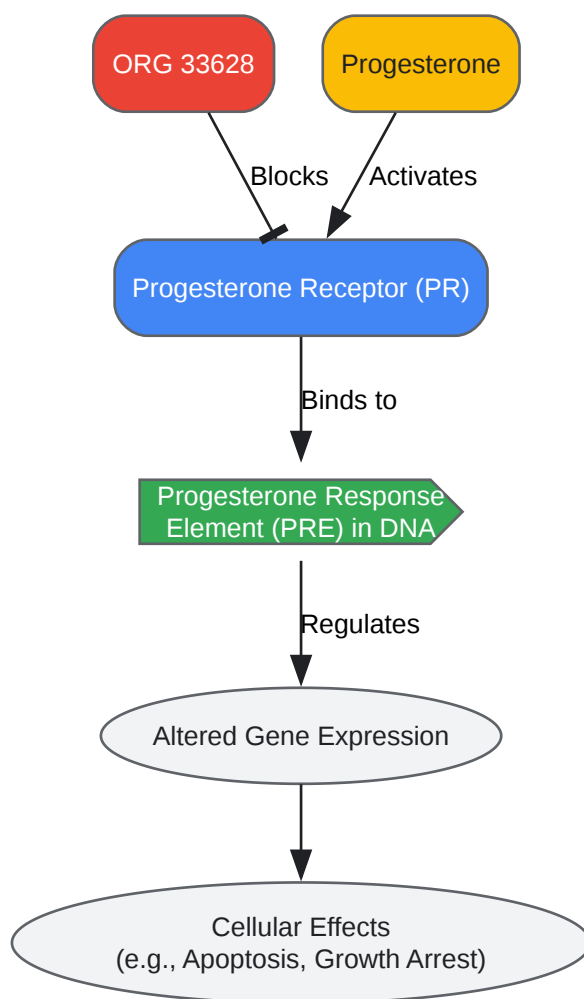 ORG 33628
Progesterone
Blocks
Activates
Progesterone Receptor (PR)
Binds to
Progesterone Response
Element (PRE) in DNA
Regulates
Altered Gene Expression
Cellular Effects
(e.g., Apoptosis, Growth Arrest)